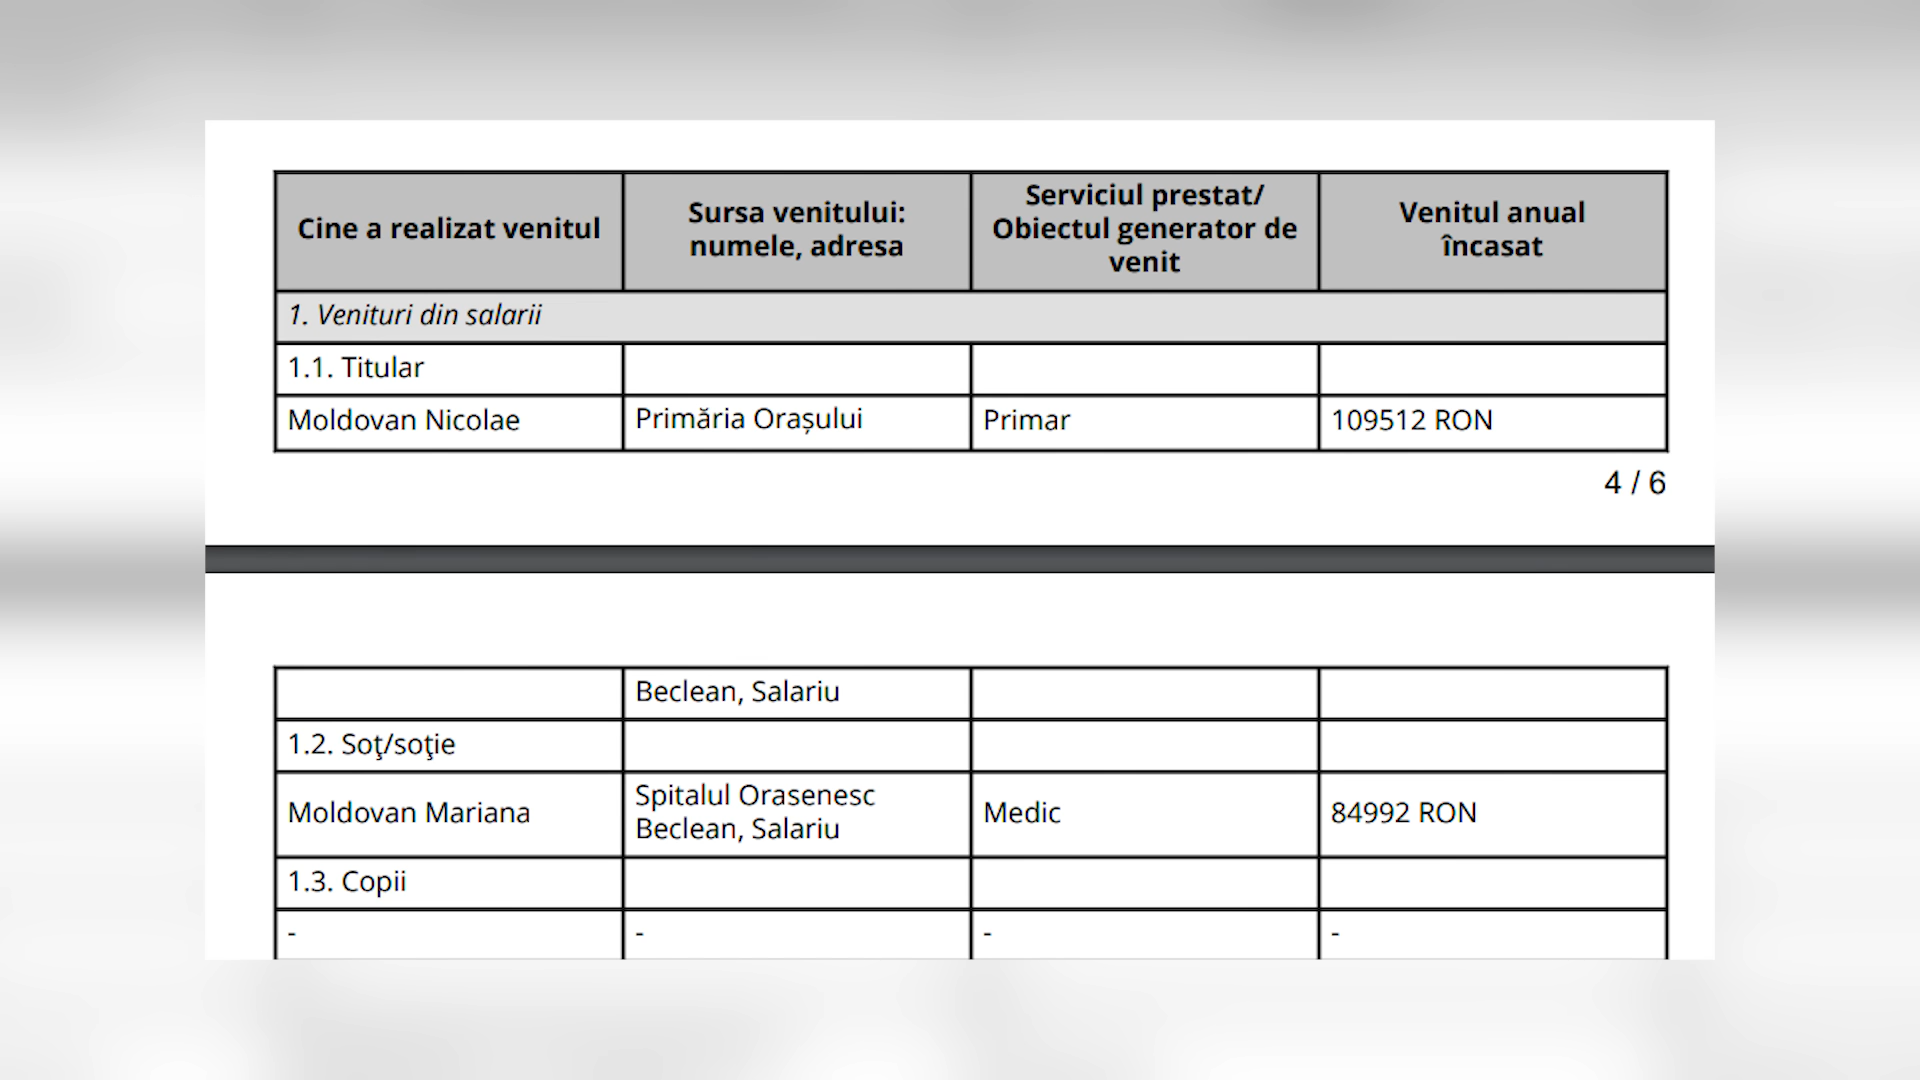 Cine a realizat venitul
Sursa venitului:
numele, adresa
Serviciul prestat/
Obiectul generator de
venit
Venitul anual
încasat
1. Venituri din salarii
1.1. Titular
Moldovan Nicolae
Primăria Orașului
Primar
109512 RON
4 / 6
Beclean, Salariu
1.2. Soţ/soţie
Moldovan Mariana
Spitalul Orasenesc
Beclean, Salariu
Medic
84992 RON
1.3. Copii
-
-
-
-